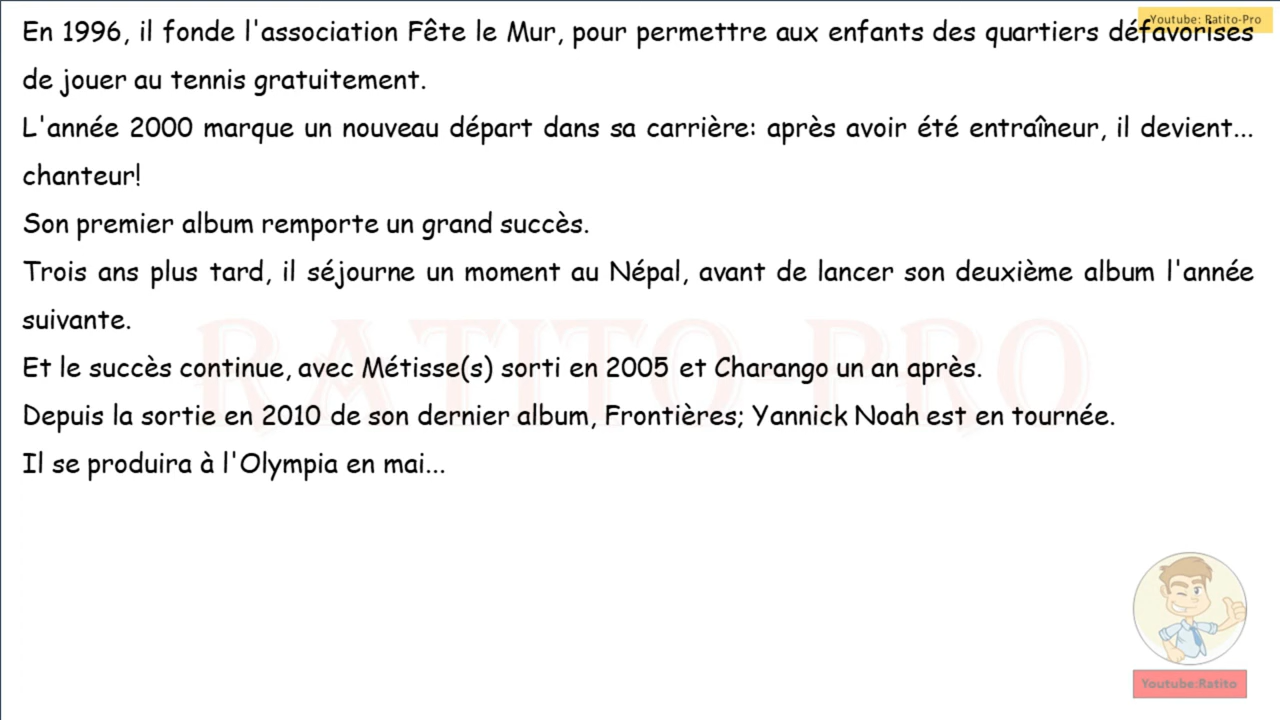 Youtube: Ratito-Pro
En 1996, il fonde l'association Fête le Mur, pour permettre aux enfants des quartiers défavorisés
de jouer au tennis gratuitement.
L'année 2000 marque un nouveau départ dans sa carrière: après avoir été entraîneur, il devient...
chanteur!
Son premier album remporte un grand succès.
Trois ans plus tard, il séjourne un moment au Népal, avant de lancer son deuxième album l'année
suivante.
RATITO-PRO
Et le succès continue, avec Métisse(s) sorti en 2005 et Charango un an après.
Depuis la sortie en 2010 de son dernier album, Frontières; Yannick Noah est en tournée.
Il se produira à l'Olympia en mai...
Youtube:Ratito